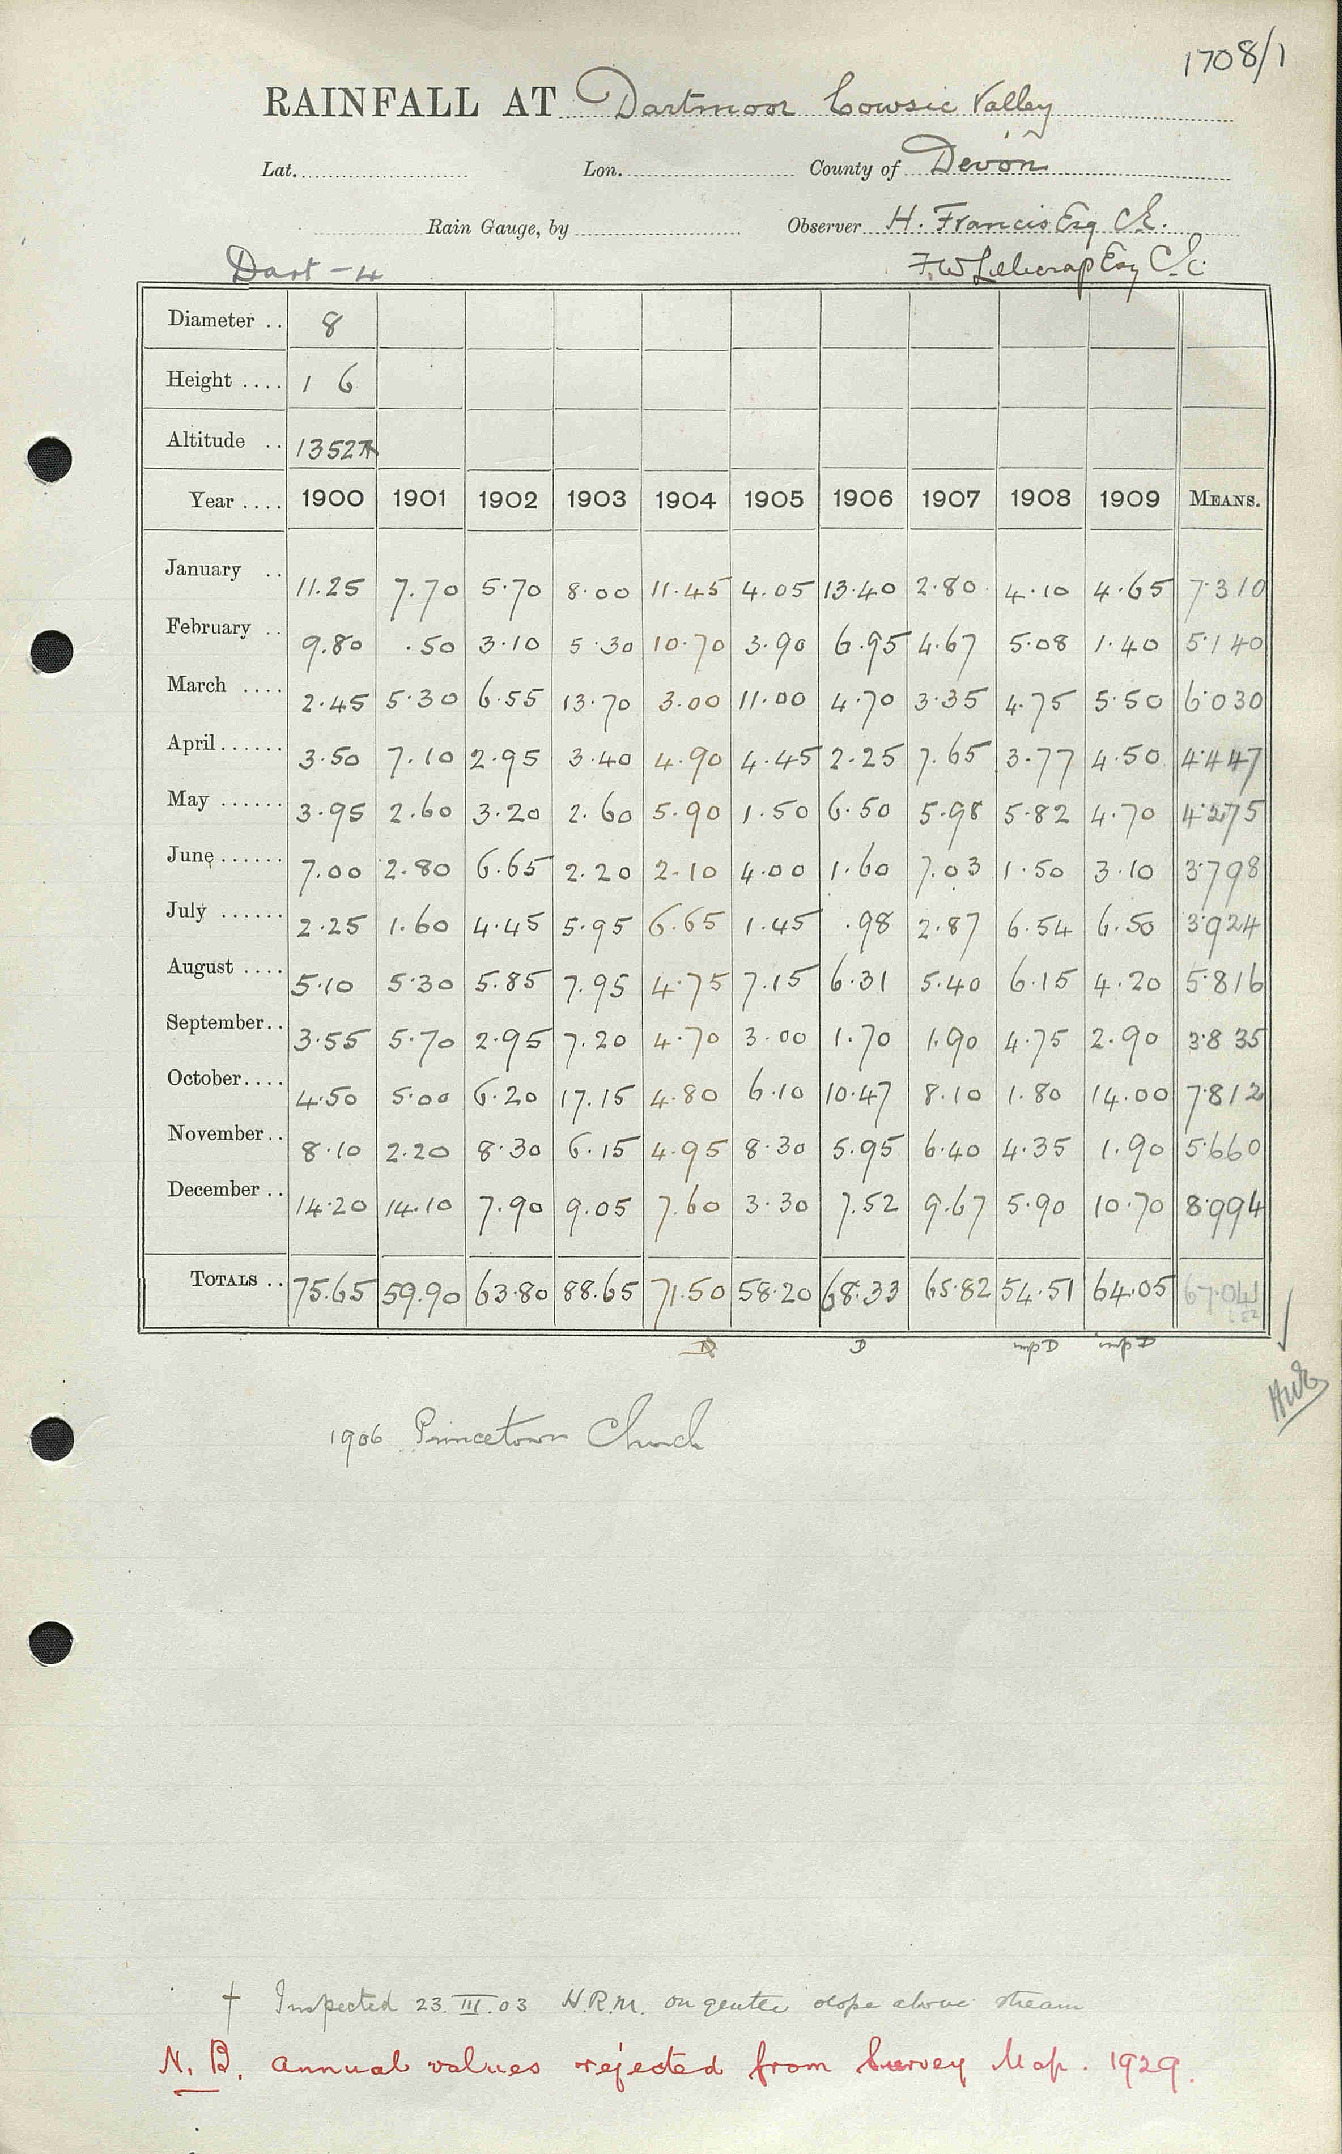 1708/1
RAINFALL AT Dartmoor Cowsic Valley
Lat. Lon. County of Devon
Rain Gauge, by Observer H. Francis Esq C.E.
Dart - 4 F.W. Esq C.E.
Diameter .. 8
Height .... 1 6
Altitude .. 1352
Year .... 1900 1901 1902 1903 1904 1905 1906 1907 1908 1909 MEANS.
January .. 11.25 7.70 5.70 8.00 11.45 4.05 13.40 2.80 4.10 4.65 7.310
February .. 9.80 .50 3.10 5.30 10.70 3.90 6.95 4.67 5.08 1.40 5.140
March .... 2.45 5.30 6.55 13.70 3.00 11.00 4.70 3.35 4.75 5.50 6.030
April...... 3.50 7.10 2.95 3.40 4.90 4.45 2.25 7.65 3.77 4.50 4.447
May ...... 3.95 2.60 3.20 2.60 5.90 1.50 6.50 5.98 5.82 4.70 4.275
June...... 7.00 2.80 6.65 2.20 2.10 4.00 1.60 7.03 1.50 3.10 3.798
July ...... 2.25 1.60 4.45 5.95 6.65 1.45 .98 2.87 6.54 6.50 3.924
August .... 5.10 5.30 5.85 7.95 4.75 7.15 6.31 5.40 6.15 4.20 5.816
September.. 3.55 5.70 2.95 7.20 4.70 3.00 1.70 1.90 4.75 2.90 3.835
October.... 4.50 5.00 6.20 17.15 4.80 6.10 10.47 8.10 1.80 14.00 7.812
November.. 8.10 2.20 8.30 6.15 4.95 8.30 5.95 6.40 4.35 1.90 5.660
December .. 14.20 14.10 7.90 9.05 7.60 3.30 7.52 9.67 5.90 10.70 8.994
TOTALS .. 75.65 59.90 63.80 88.65 71.50 58.20 68.33 65.82 54.51 64.05 67.041
D D imp D imp D
1906 Princetown Church
† Inspected 23.III.03 H.R.M. on gentle slope above stream
N.B. annual values rejected from Survey Map. 1929.